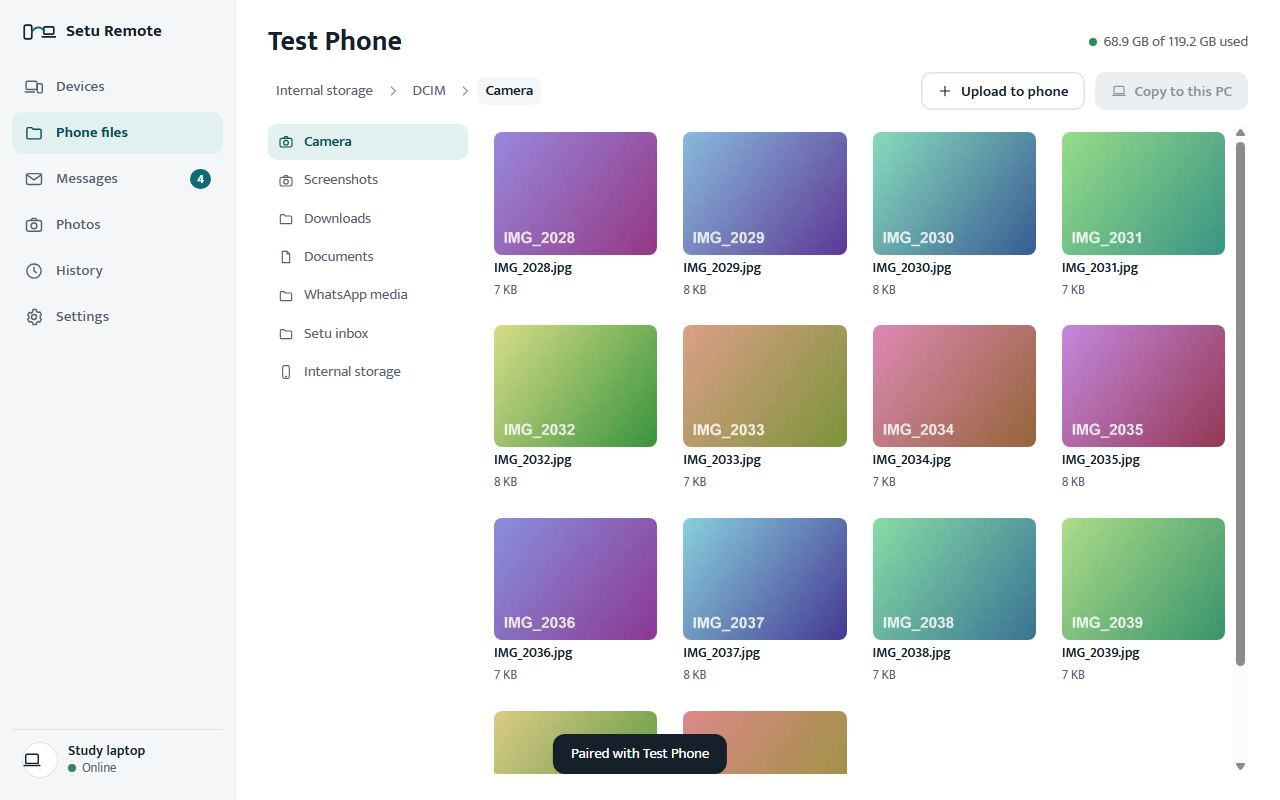 Setu Remote
Devices
Phone files
Messages 4
Photos
History
Settings
Study laptop
Online
Test Phone
68.9 GB of 119.2 GB used
Internal storage > DCIM > Camera
Upload to phone
Copy to this PC
Camera
Screenshots
Downloads
Documents
WhatsApp media
Setu inbox
Internal storage
IMG_2028 IMG_2029 IMG_2030 IMG_2031
IMG_2028.jpg IMG_2029.jpg IMG_2030.jpg IMG_2031.jpg
7 KB 8 KB 8 KB 7 KB
IMG_2032 IMG_2033 IMG_2034 IMG_2035
IMG_2032.jpg IMG_2033.jpg IMG_2034.jpg IMG_2035.jpg
8 KB 7 KB 7 KB 8 KB
IMG_2036 IMG_2037 IMG_2038 IMG_2039
IMG_2036.jpg IMG_2037.jpg IMG_2038.jpg IMG_2039.jpg
7 KB 8 KB 7 KB 7 KB
Paired with Test Phone